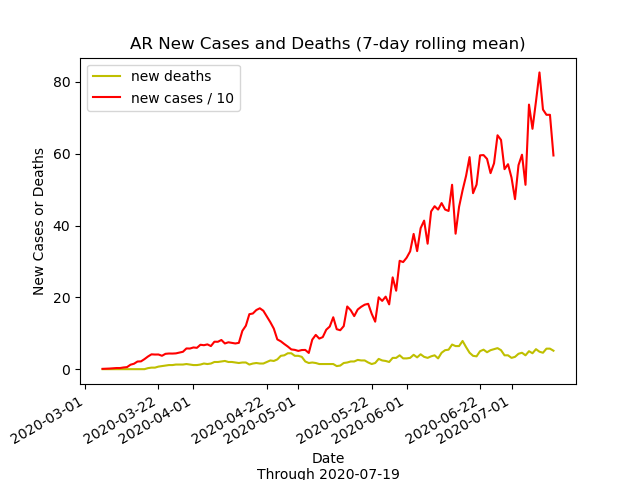 AR New Cases and Deaths (7-day rolling mean)
new deaths
new cases / 10
New Cases or Deaths
80
60
40
20
0
2020-03-01
2020-03-22
2020-04-01
2020-04-22
2020-05-01
2020-05-22
2020-06-01
2020-06-22
2020-07-01
Date
Through 2020-07-19